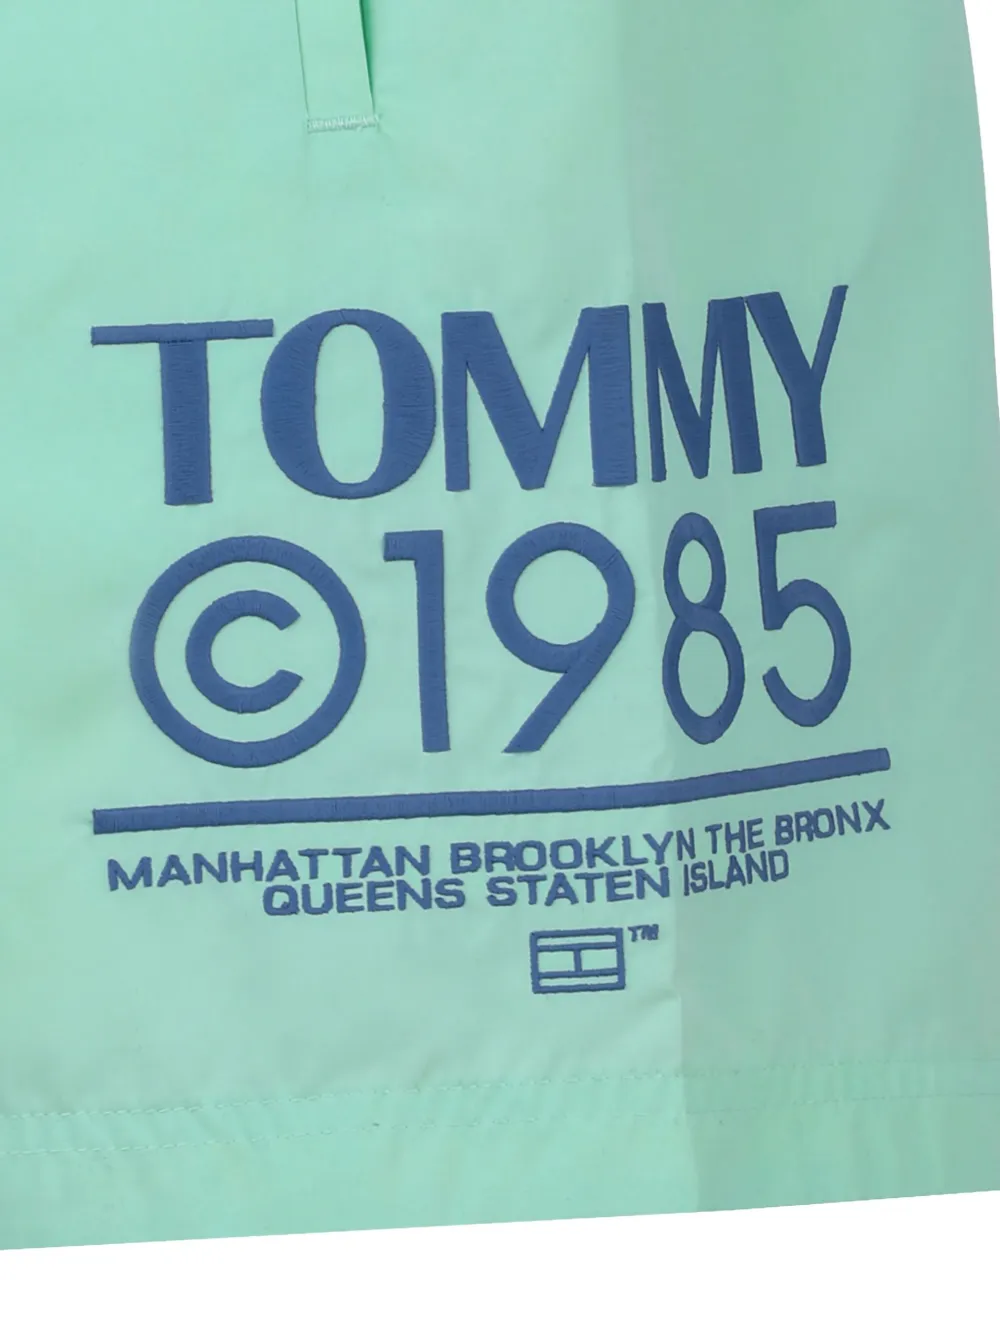 TOMMY
©1985
MANHATTAN BROOKLYN THE BRONX
QUEENS STATEN ISLAND
TM